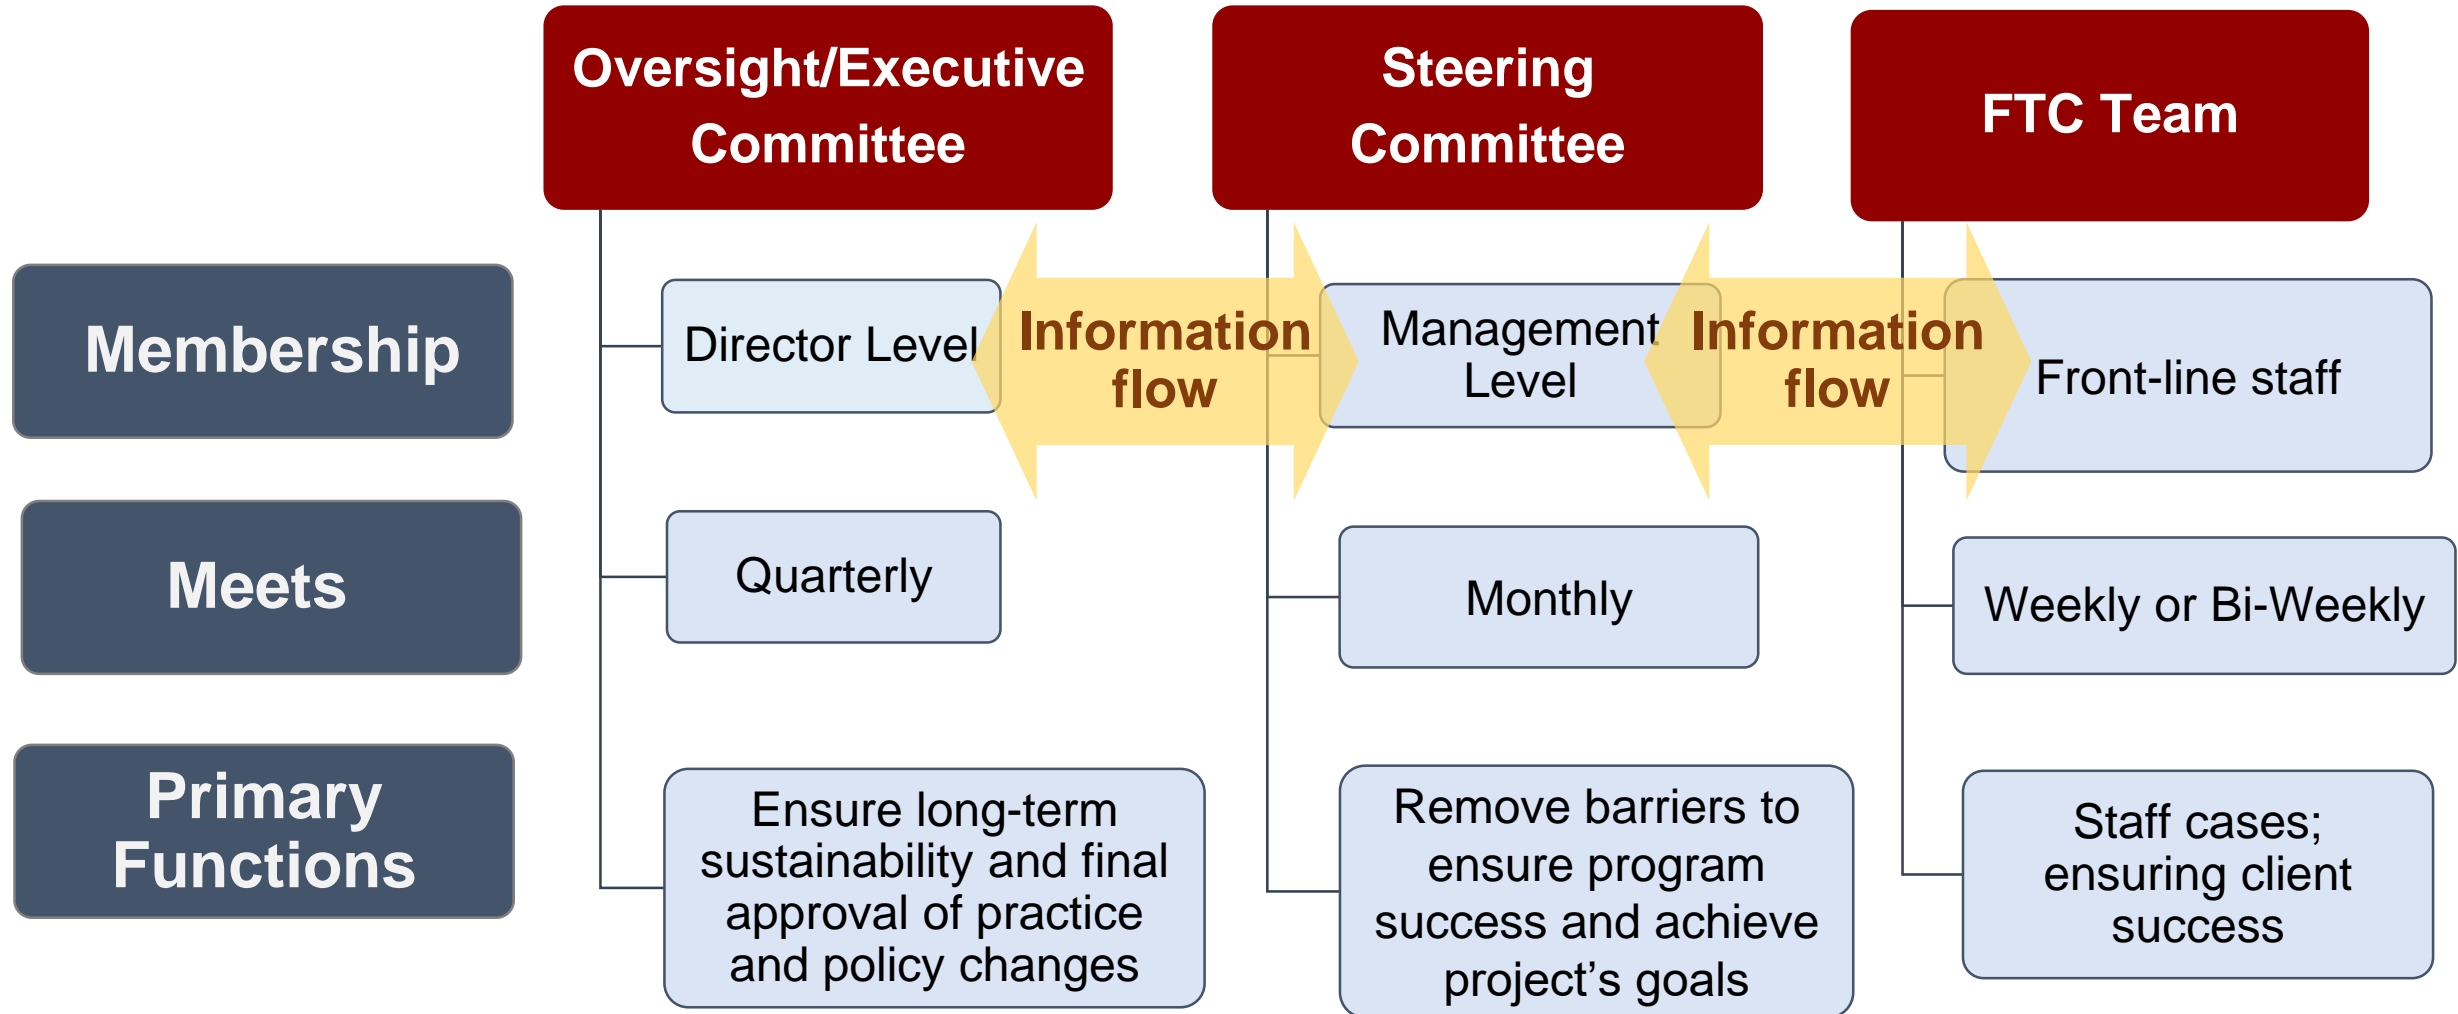 Oversight/Executive
Committee
Steering
Committee
FTC Team
Membership
Director Level
Information
flow
Management
Level
Information
flow
Front-line staff
Meets
Quarterly
Monthly
Weekly or Bi-Weekly
Primary
Functions
Ensure long-term
sustainability and final
approval of practice
and policy changes
Remove barriers to
ensure program
success and achieve
project’s goals
Staff cases;
ensuring client
success